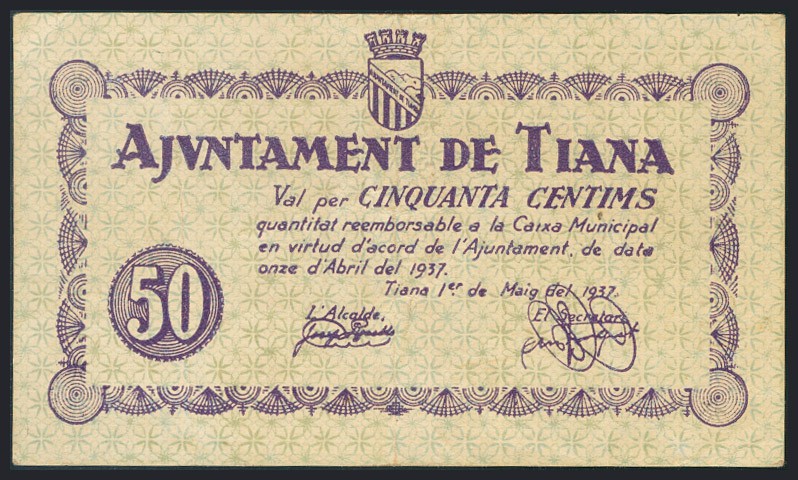 AJVNTAMENT DE TIANA
Val per CINQUANTA CENTIMS
quantitat reemborsable a la Caixa Municipal
en virtud d'acord de l'Ajuntament, de data
onze d'Abril del 1937.
Tiana 1er de Maig del 1937.
L'Alcalde,
El Secretari,
50